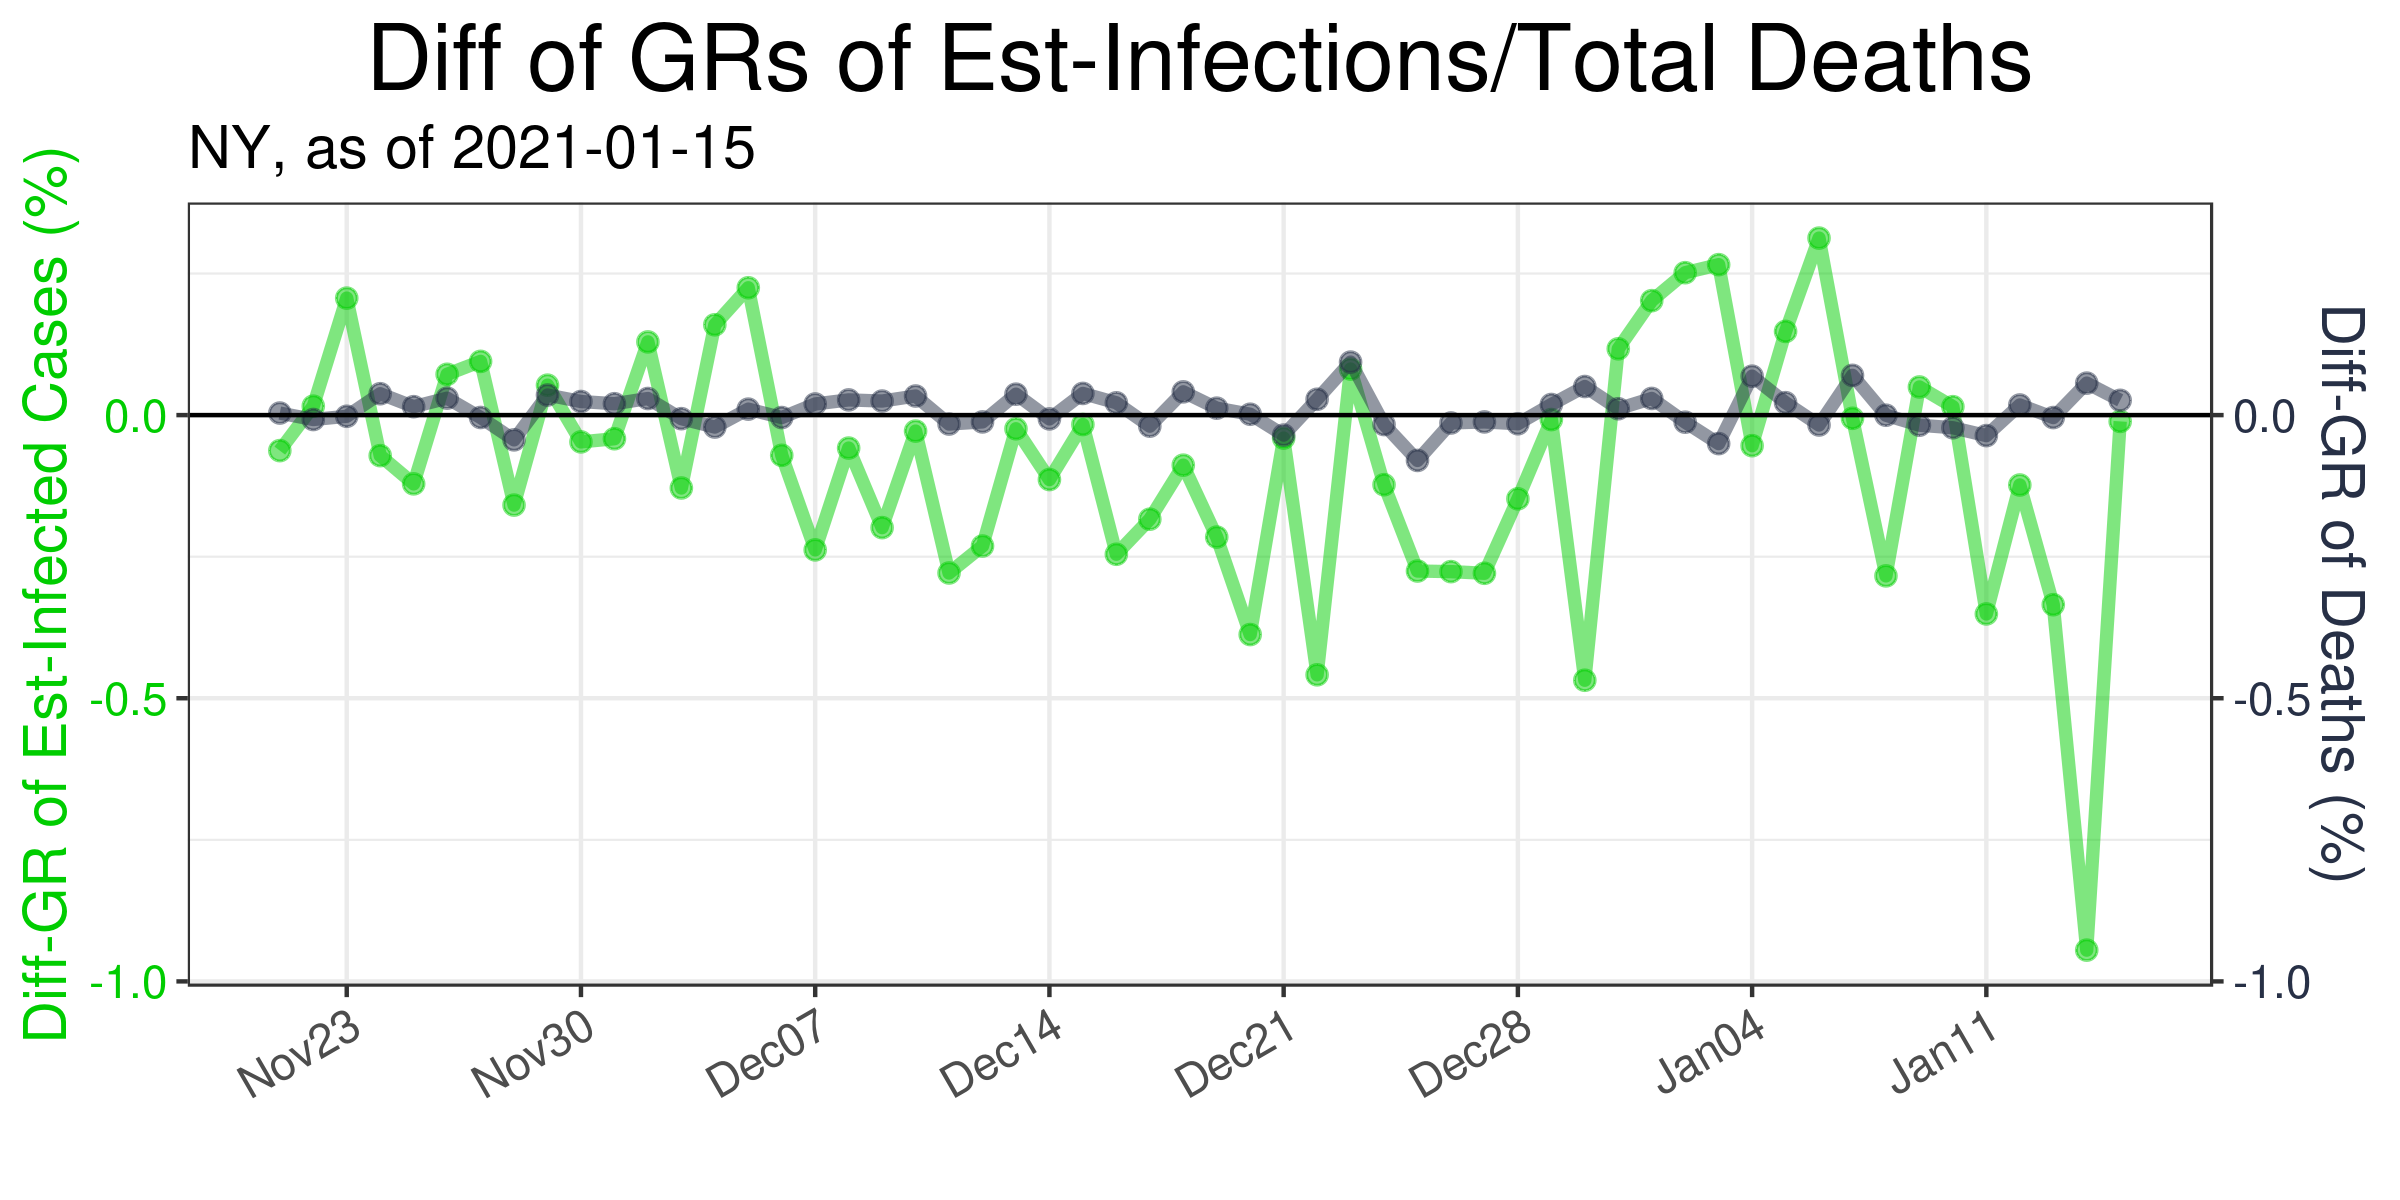 Diff of GRs of Est-Infections/Total Deaths
NY, as of 2021-01-15
Diff-GR of Est-Infected Cases (%)
0.0
-0.5
-1.0
0.0
-0.5
-1.0
Diff-GR of Deaths (%)
Nov23
Nov30
Dec07
Dec14
Dec21
Dec28
Jan04
Jan11